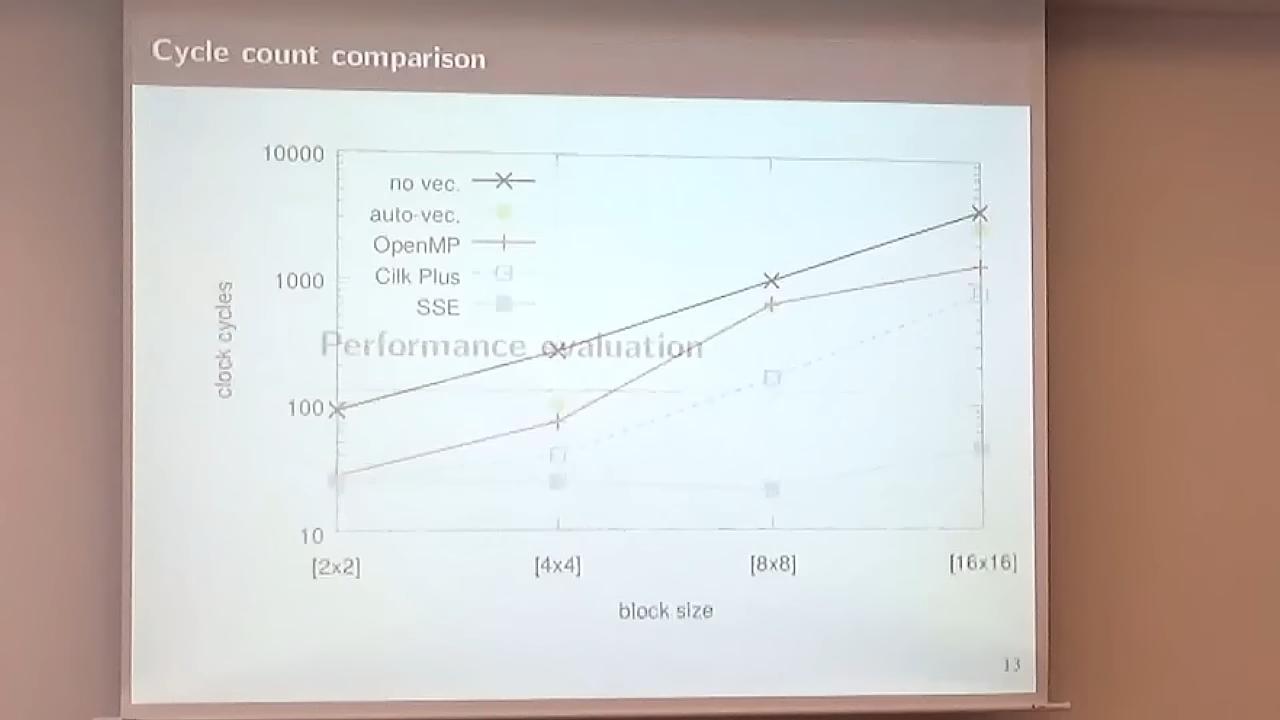 Cycle count comparison
10000
no vec.
auto-vec.
OpenMP
1000
Cilk Plus
SSE
Performance evaluation
clock cycles
100
10
[2x2] [4x4] [8x8] [16x16]
block size
13